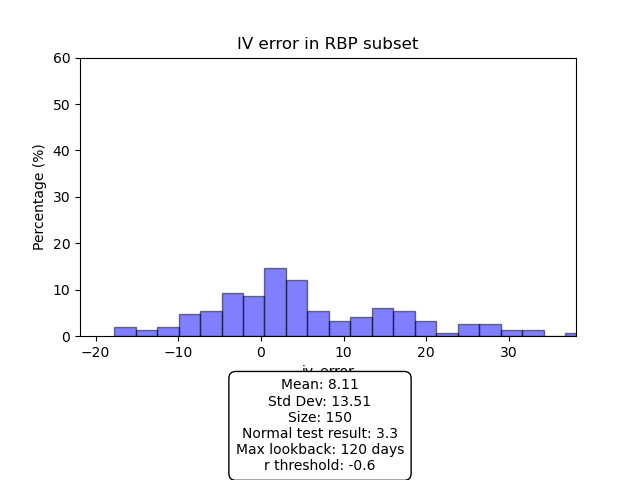 IV error in RBP subset
60
50
40
30
20
10
0
Percentage (%)
−20 −10 0 10 20 30
iv_error
Mean: 8.11
Std Dev: 13.51
Size: 150
Normal test result: 3.3
Max lookback: 120 days
r threshold: -0.6